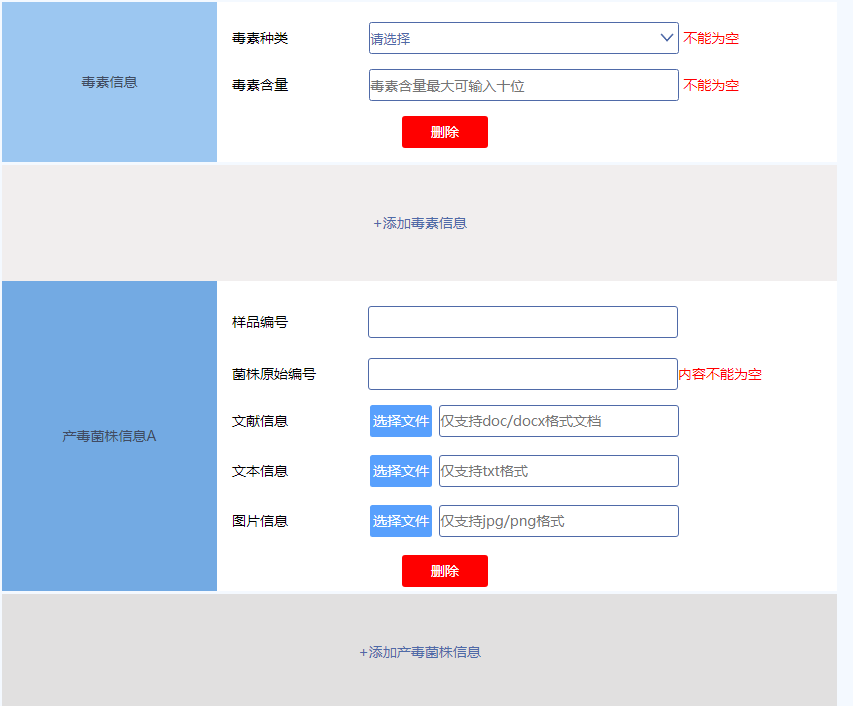 毒素信息
毒素种类 请选择 不能为空
毒素含量 毒素含量最大可输入十位 不能为空
删除
+添加毒素信息
产毒菌株信息A
样品编号
菌株原始编号 内容不能为空
文献信息 选择文件 仅支持doc/docx格式文档
文本信息 选择文件 仅支持txt格式
图片信息 选择文件 仅支持jpg/png格式
删除
+添加产毒菌株信息